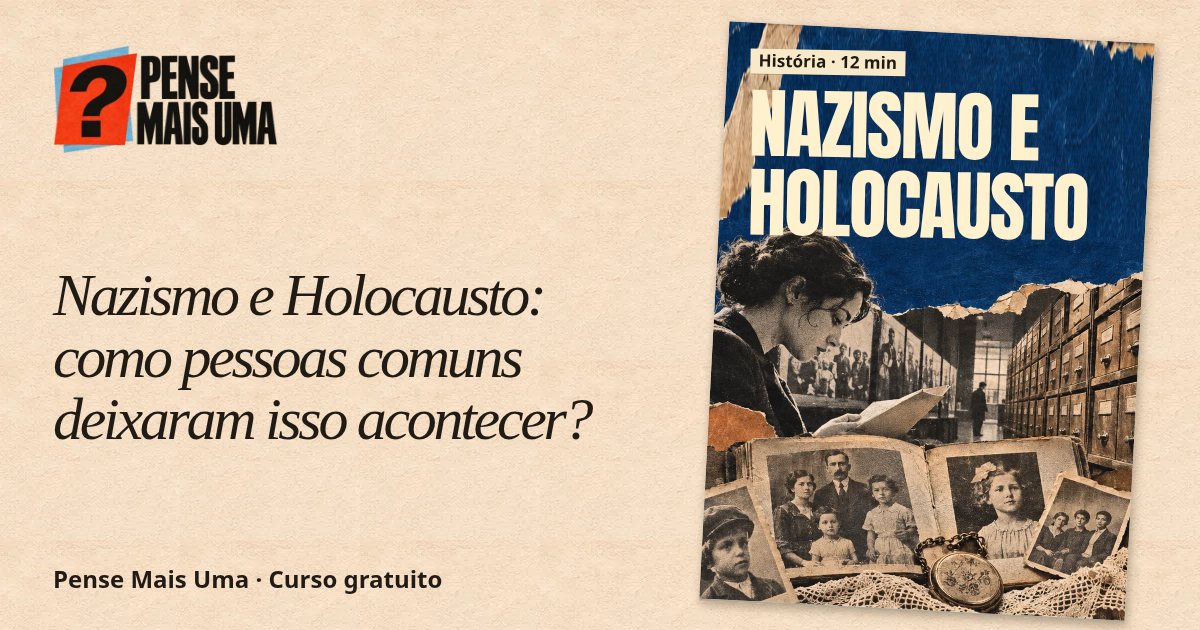 ?
PENSE
MAIS UMA
Nazismo e Holocausto:
como pessoas comuns
deixaram isso acontecer?
Pense Mais Uma · Curso gratuito
História · 12 min
NAZISMO E
HOLOCAUSTO